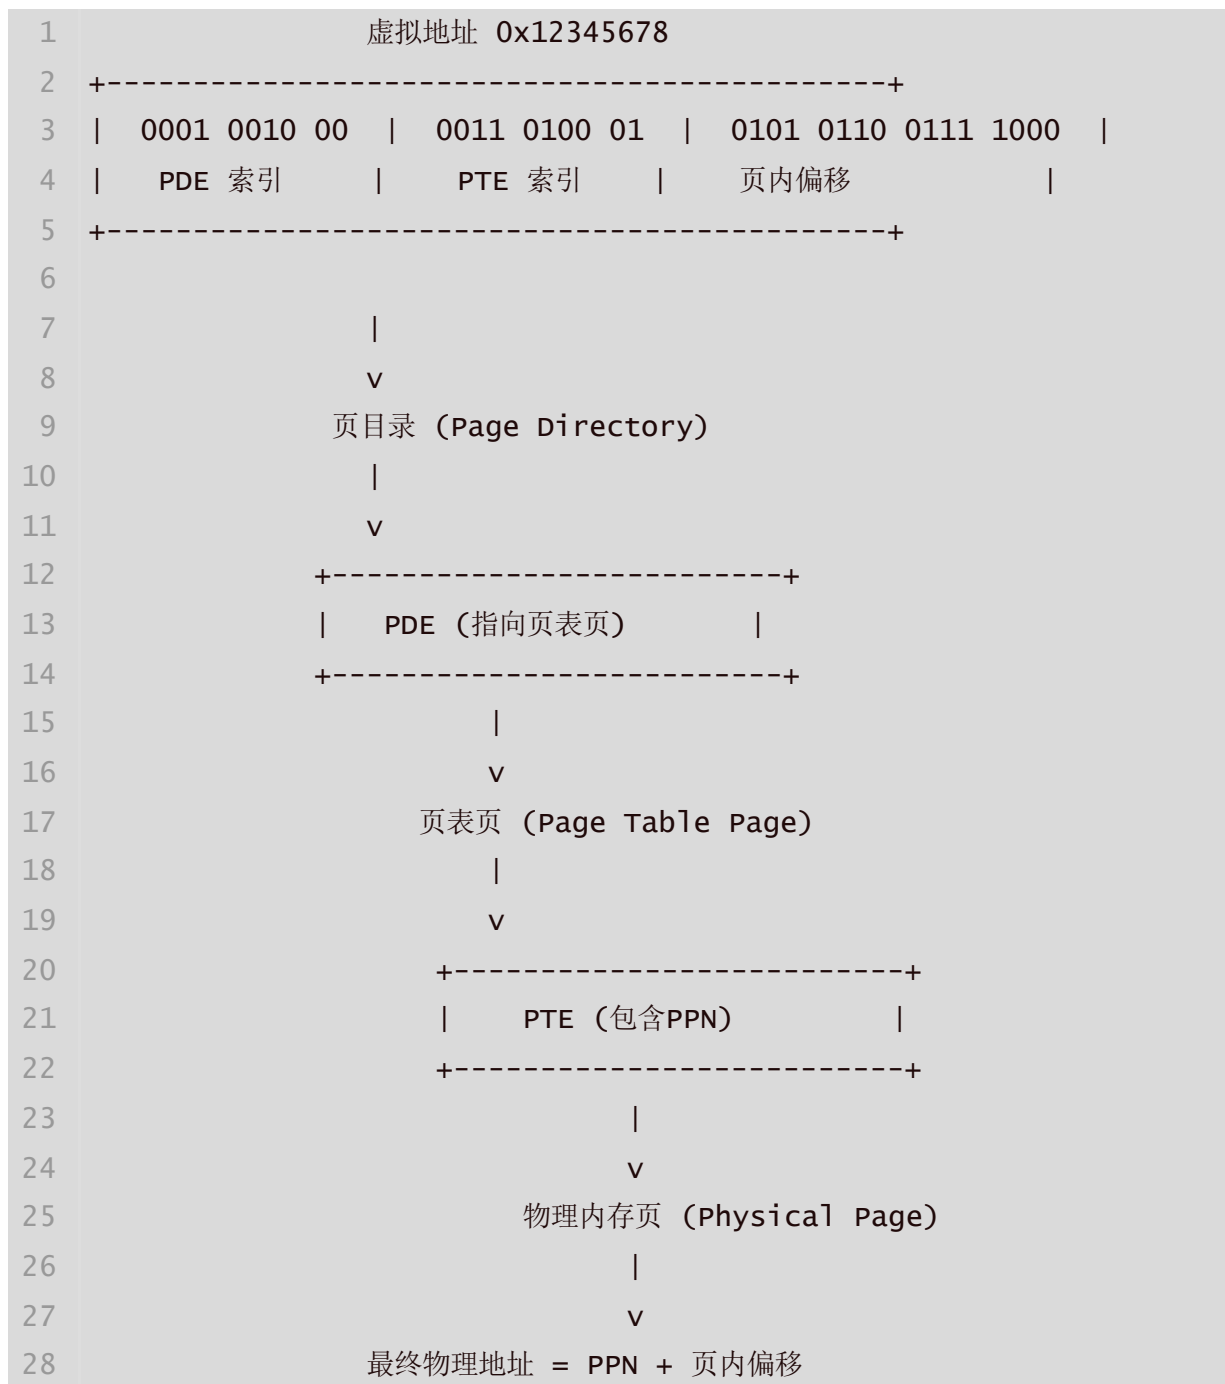 1                 虚拟地址 0x12345678
2 +---------------------------------------------+
3 |  0001 0010 00  |  0011 0100 01  |  0101 0110 0111 1000  |
4 |   PDE 索引     |    PTE 索引   |    页内偏移           |
5 +---------------------------------------------+
6
7                 |
8                 v
9               页目录 (Page Directory)
10                 |
11                 v
12              +--------------------------+
13              |   PDE (指向页表页)       |
14              +--------------------------+
15                        |
16                        v
17                    页表页 (Page Table Page)
18                        |
19                        v
20                     +--------------------------+
21                     |    PTE (包含PPN)         |
22                     +--------------------------+
23                                |
24                                v
25                          物理内存页 (Physical Page)
26                                |
27                                v
28                 最终物理地址 = PPN + 页内偏移